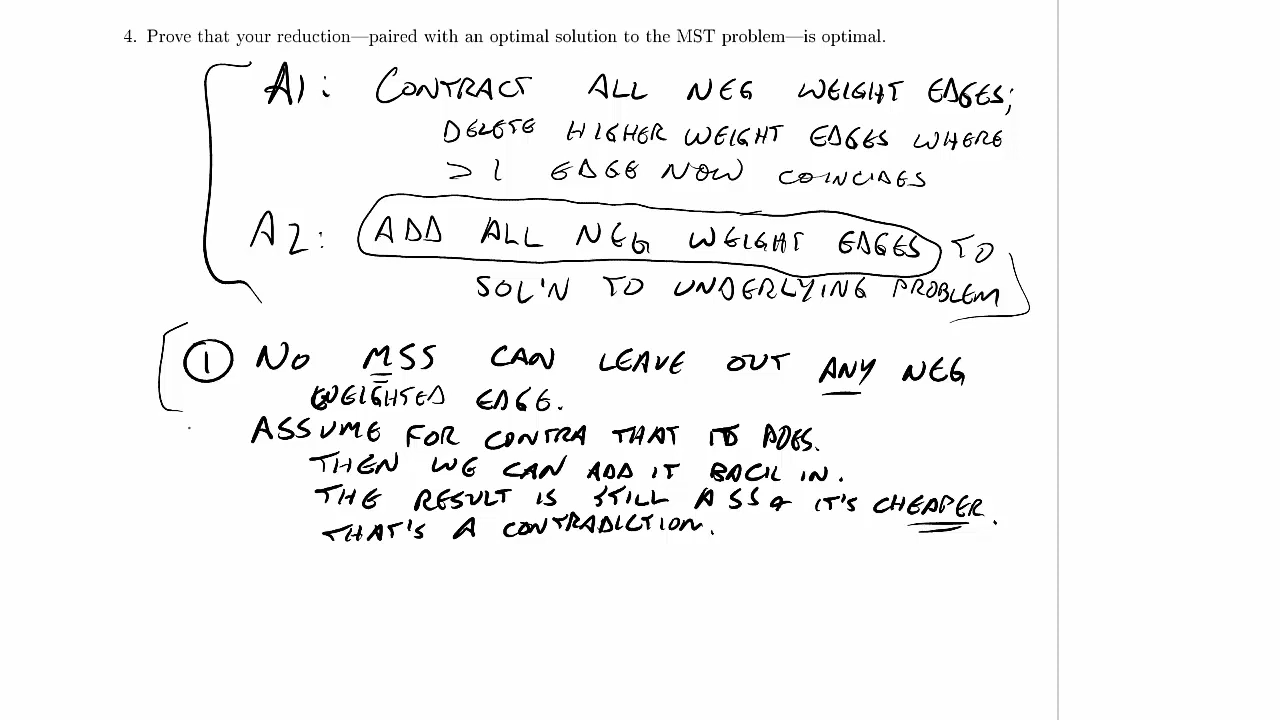 4. Prove that your reduction—paired with an optimal solution to the MST problem—is optimal.
A1: CONTRACT ALL NEG WEIGHT EDGES;
DELETE HIGHER WEIGHT EDGES WHERE
> 1 EDGE NOW COINCIDES
A2: ADD ALL NEG WEIGHT EDGES TO
SOL'N TO UNDERLYING PROBLEM
① NO MSS CAN LEAVE OUT ANY NEG
WEIGHTED EDGE.
ASSUME FOR CONTRA THAT IT DOES.
THEN WE CAN ADD IT BACK IN.
THE RESULT IS STILL A SS & IT'S CHEAPER.
THAT'S A CONTRADICTION.